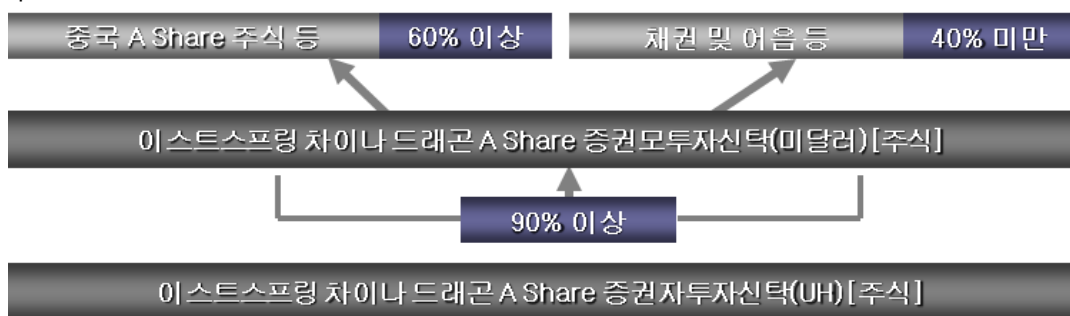 중국 A Share 주식 등 60% 이상 채권 및 어음 등 40% 미만
이스트스프링 차이나 드래곤 A Share 증권모투자신탁(미달러)[주식]
90% 이상
이스트스프링 차이나 드래곤 A Share 증권자투자신탁(UH)[주식]